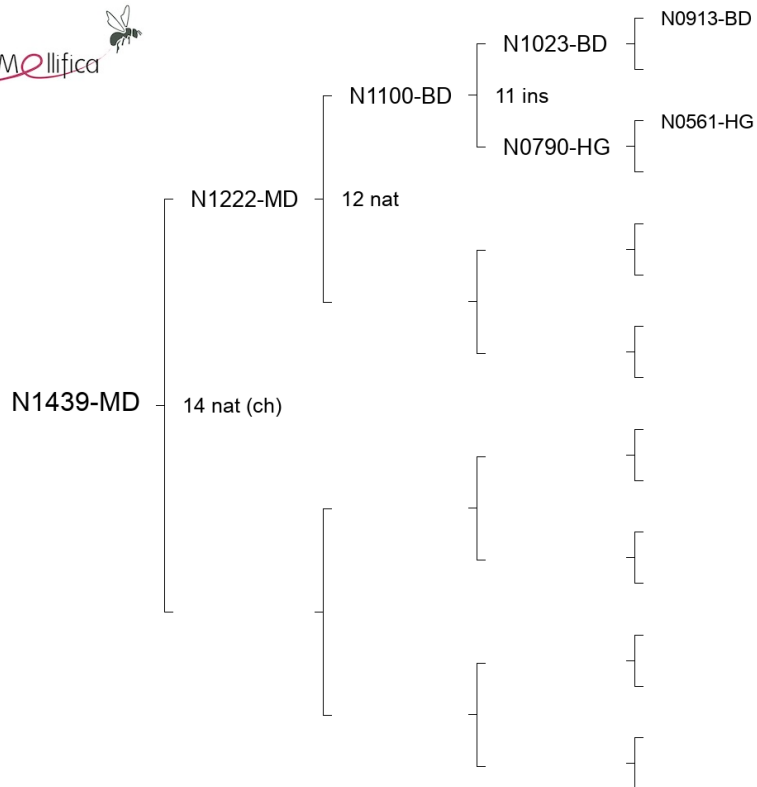 Mellifica
N0913-BD
N1023-BD
N1100-BD
11 ins
N0561-HG
N0790-HG
N1222-MD
12 nat
N1439-MD
14 nat (ch)